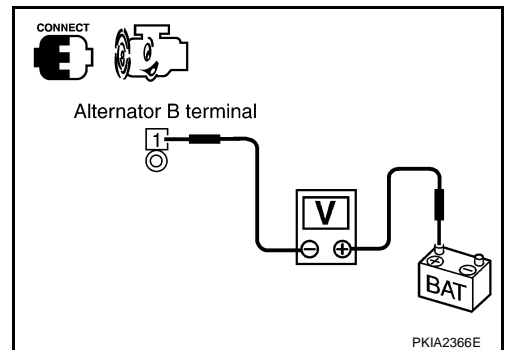 CONNECT
Alternator B terminal
1
V
BAT
PKIA2366E